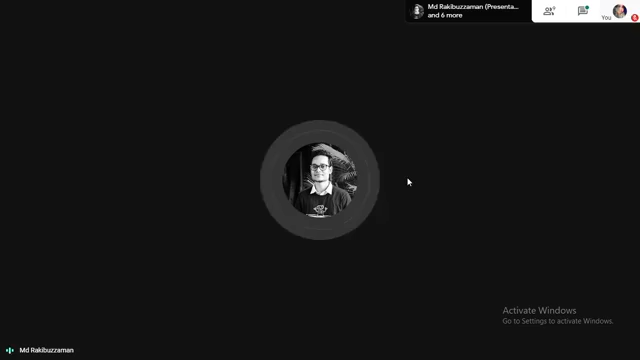 Md Rakibuzzaman (Presenta...
and 6 more
You
Activate Windows
Go to Settings to activate Windows.
Md Rakibuzzaman